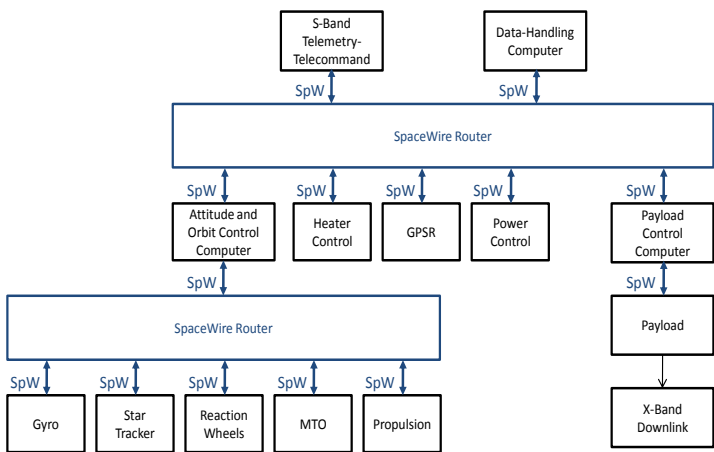 S-Band
Telemetry-
Telecommand
Data-Handling
Computer
SpW
SpW
SpaceWire Router
SpW
SpW
SpW
SpW
SpW
Attitude and
Orbit Control
Computer
Heater
Control
GPSR
Power
Control
Payload
Control
Computer
SpW
SpW
SpaceWire Router
Payload
SpW
SpW
SpW
SpW
SpW
Gyro
Star
Tracker
Reaction
Wheels
MTO
Propulsion
X-Band
Downlink